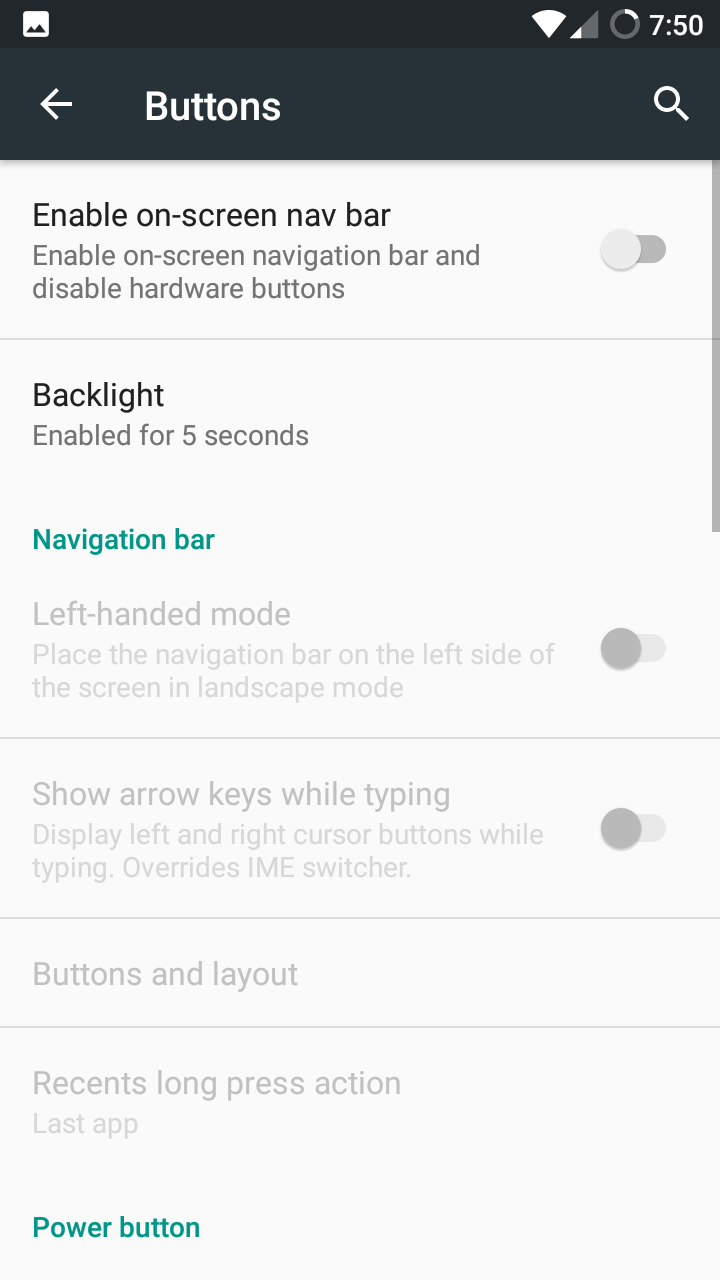 7:50
Buttons
Enable on-screen nav bar
Enable on-screen navigation bar and
disable hardware buttons
Backlight
Enabled for 5 seconds
Navigation bar
Left-handed mode
Place the navigation bar on the left side of
the screen in landscape mode
Show arrow keys while typing
Display left and right cursor buttons while
typing. Overrides IME switcher.
Buttons and layout
Recents long press action
Last app
Power button